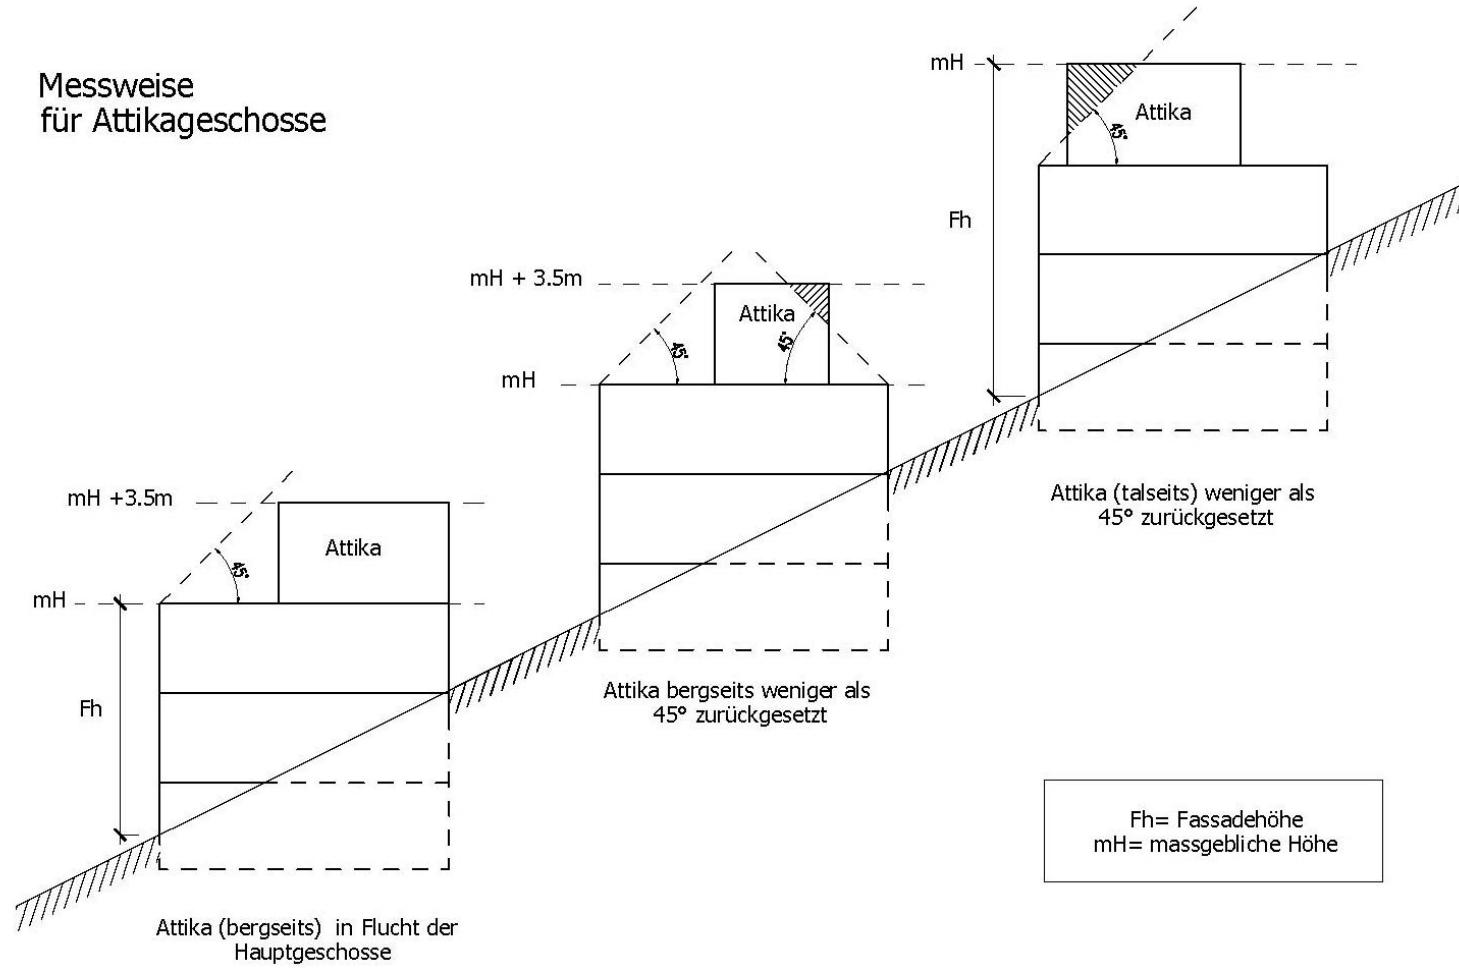 Messweise
für Attikageschosse
mH
Attika
45°
Fh
mH + 3.5m
Attika
45°
45°
mH
Attika (talseits) weniger als
45° zurückgesetzt
mH +3.5m
Attika
45°
mH
Attika bergseits weniger als
45° zurückgesetzt
Fh
Fh= Fassadehöhe
mH= massgebliche Höhe
Attika (bergseits) in Flucht der
Hauptgeschosse